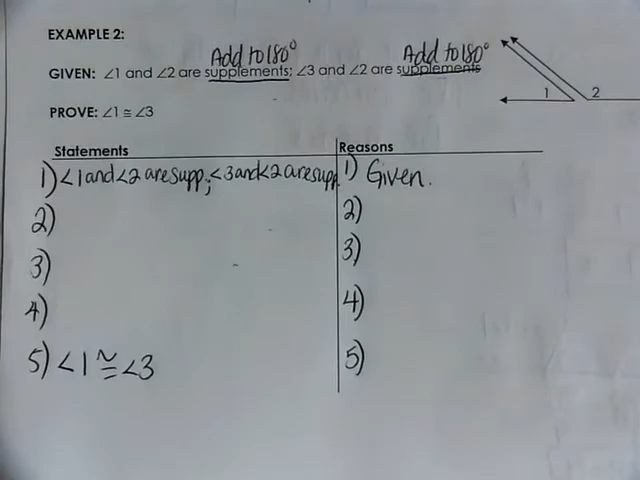 EXAMPLE 2:
Add to 180° Add to 180°
GIVEN: ∠1 and ∠2 are supplements; ∠3 and ∠2 are supplements
PROVE: ∠1 ≅ ∠3
1 2
Statements Reasons
1) ∠1 and ∠2 are supp.; ∠3 and ∠2 are supp. 1) Given.
2) 2)
3) 3)
4) 4)
5) ∠1 ≅ ∠3 5)